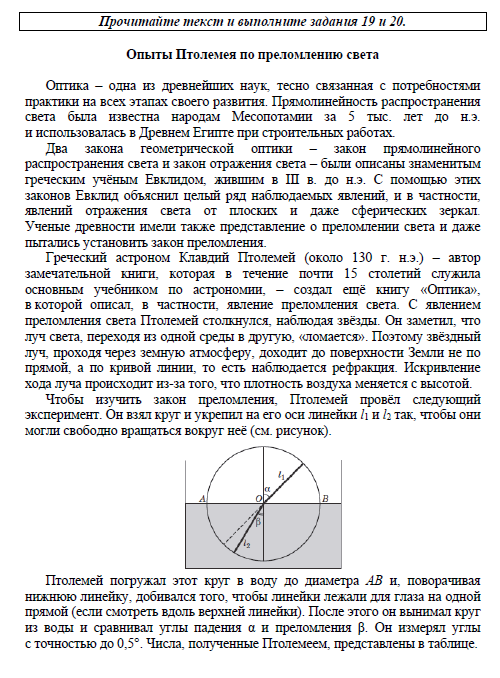 Прочитайте текст и выполните задания 19 и 20.
Опыты Птолемея по преломлению света
Оптика – одна из древнейших наук, тесно связанная с потребностями
практики на всех этапах своего развития. Прямолинейность распространения
света была известна народам Месопотамии за 5 тыс. лет до н.э.
и использовалась в Древнем Египте при строительных работах.
Два закона геометрической оптики – закон прямолинейного
распространения света и закон отражения света – были описаны знаменитым
греческим учёным Евклидом, жившим в III в. до н.э. С помощью этих
законов Евклид объяснил целый ряд наблюдаемых явлений, и в частности,
явлений отражения света от плоских и даже сферических зеркал.
Ученые древности имели также представление о преломлении света и даже
пытались установить закон преломления.
Греческий астроном Клавдий Птолемей (около 130 г. н.э.) – автор
замечательной книги, которая в течение почти 15 столетий служила
основным учебником по астрономии, – создал ещё книгу «Оптика»,
в которой описал, в частности, явление преломления света. С явлением
преломления света Птолемей столкнулся, наблюдая звёзды. Он заметил, что
луч света, переходя из одной среды в другую, «ломается». Поэтому звёздный
луч, проходя через земную атмосферу, доходит до поверхности Земли не по
прямой, а по кривой линии, то есть наблюдается рефракция. Искривление
хода луча происходит из-за того, что плотность воздуха меняется с высотой.
Чтобы изучить закон преломления, Птолемей провёл следующий
эксперимент. Он взял круг и укрепил на его оси линейки l1 и l2 так, чтобы они
могли свободно вращаться вокруг неё (см. рисунок).
l1
α
A O B
β
l2
Птолемей погружал этот круг в воду до диаметра AB и, поворачивая
нижнюю линейку, добивался того, чтобы линейки лежали для глаза на одной
прямой (если смотреть вдоль верхней линейки). После этого он вынимал круг
из воды и сравнивал углы падения α и преломления β. Он измерял углы
с точностью до 0,5°. Числа, полученные Птолемеем, представлены в таблице.